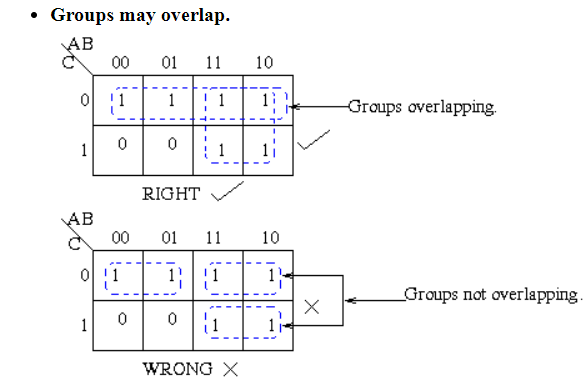 • Groups may overlap.
AB
C 00 01 11 10
0 1 1 1 1 Groups overlapping.
1 0 0 1 1
RIGHT
AB
C 00 01 11 10
0 1 1 1 1
Groups not overlapping.
1 0 0 1 1
WRONG